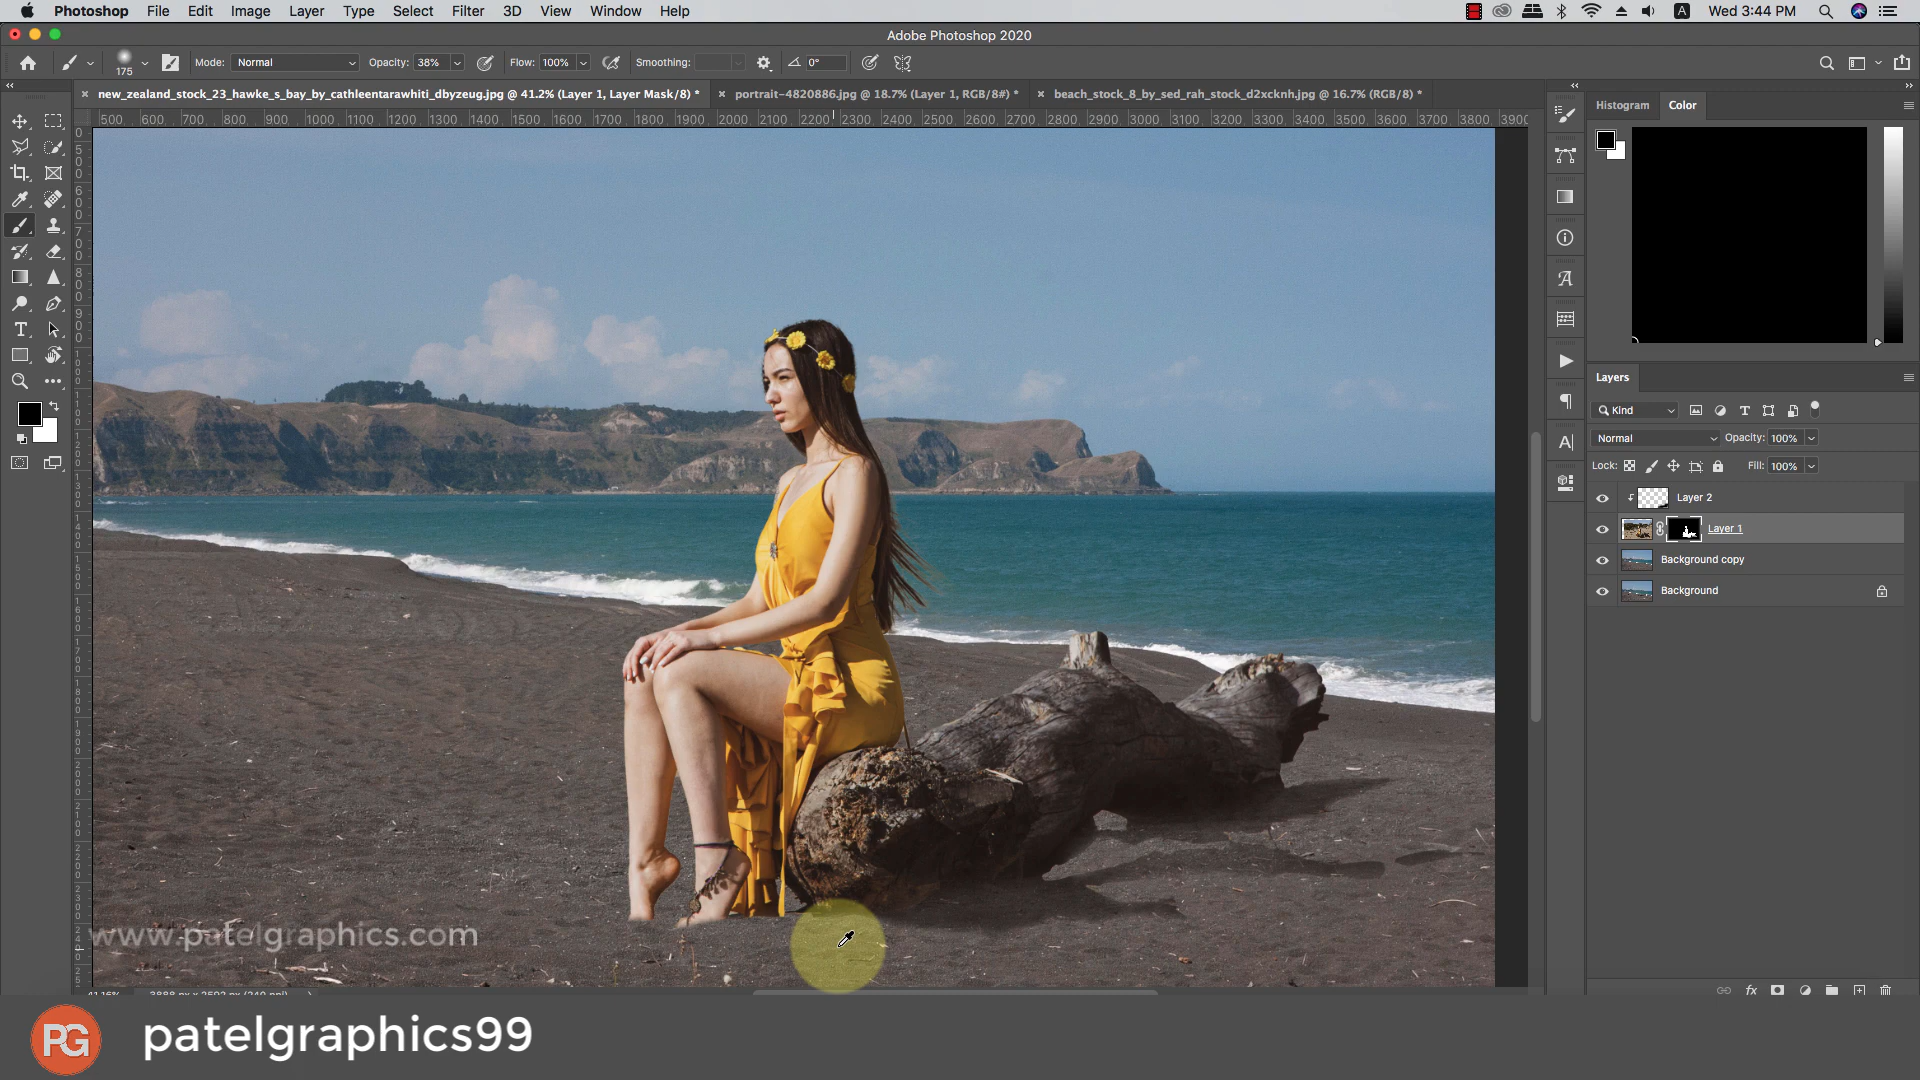 Photoshop File Edit Image Layer Type Select Filter 3D View Window Help A Wed 3:44 PM
Adobe Photoshop 2020
175 Mode: Normal Opacity: 38% Flow: 100% Smoothing: 0°
× new_zealand_stock_23_hawke_s_bay_by_cathleentarawhiti_dbyzeug.jpg @ 41.2% (Layer 1, Layer Mask/8) * × portrait-4820886.jpg @ 18.7% (Layer 1, RGB/8#) * × beach_stock_8_by_sed_rah_stock_d2xcknh.jpg @ 16.7% (RGB/8) *
Histogram Color
500 600 700 800 900 1000 1100 1200 1300 1400 1500 1600 1700 1800 1900 2000 2100 2200 2300 2400 2500 2600 2700 2800 2900 3000 3100 3200 3300 3400 3500 3600 3700 3800 3900
Layers
Kind
Normal Opacity: 100%
Lock: Fill: 100%
Layer 2
Layer 1
Background copy
Background
www.patelgraphics.com
PG patelgraphics99